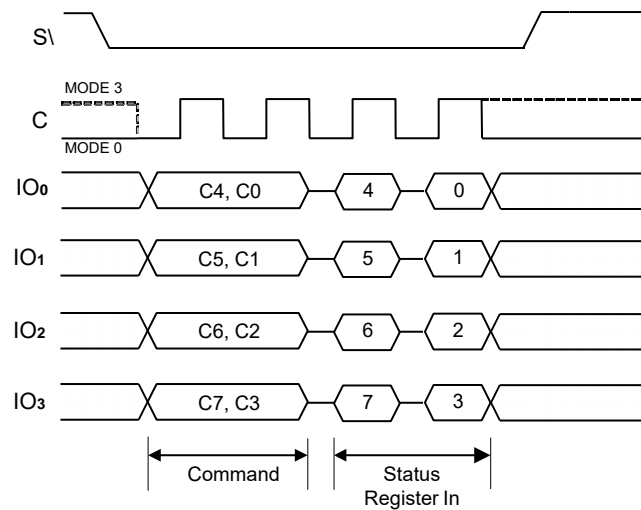 S\
MODE 3
C
MODE 0
IO0 C4, C0 4 0
IO1 C5, C1 5 1
IO2 C6, C2 6 2
IO3 C7, C3 7 3
Command Status
Register In